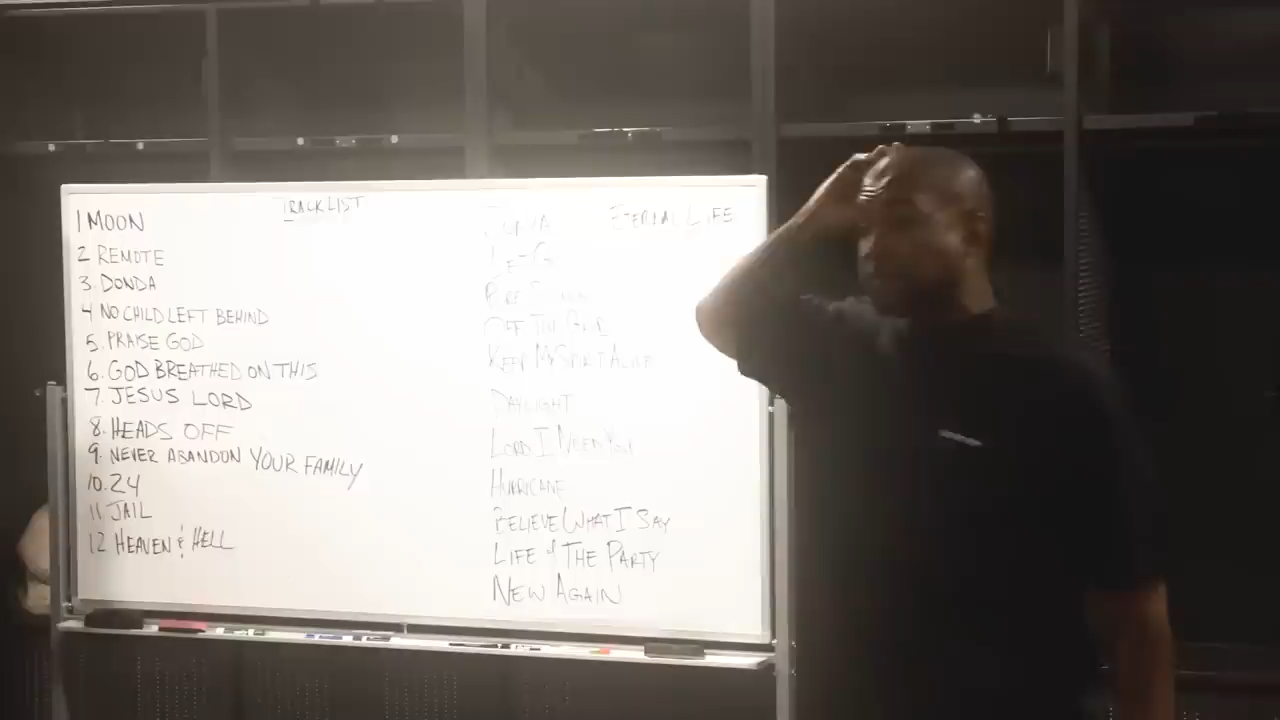 TRACKLIST
1 MOON
2 REMOTE
3. DONDA
4 NO CHILD LEFT BEHIND
5. PRAISE GOD
6. GOD BREATHED ON THIS
7. JESUS LORD
8. HEADS OFF
9. NEVER ABANDON YOUR FAMILY
10. 24
11 JAIL
12 HEAVEN & HELL
ETERNAL LIFE
OFF THE GRID
KEEP MY SPIRIT ALIVE
DAYLIGHT
LORD I NEED YOU
HURRICANE
BELIEVE WHAT I SAY
LIFE OF THE PARTY
NEW AGAIN